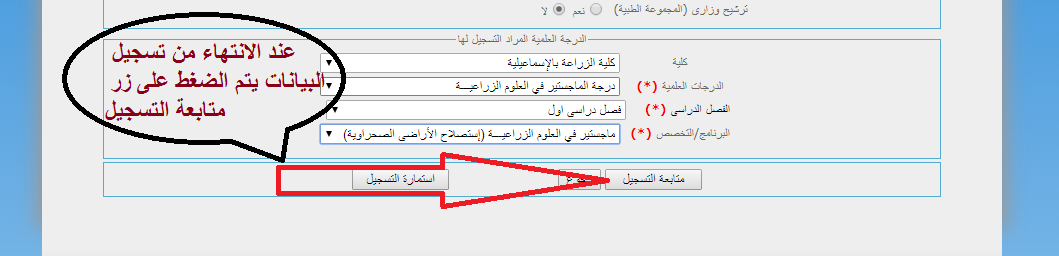 ترشيح وزارى (المجموعة الطبية) نعم لا
الدرجة العلمية المراد التسجيل لها
كلية كلية الزراعة بالإسماعيلية
الدرجات العلمية (*) درجة الماجستير في العلوم الزراعيـــة
الفصل الدراسى (*) فصل دراسى اول
البرنامج/التخصص (*) ماجستير في العلوم الزراعيـــة (إستصلاح الأراضى الصحراوية)
عند الانتهاء من تسجيل
البيانات يتم الضغط على زر
متابعة التسجيل
متابعة التسجيل استمارة التسجيل